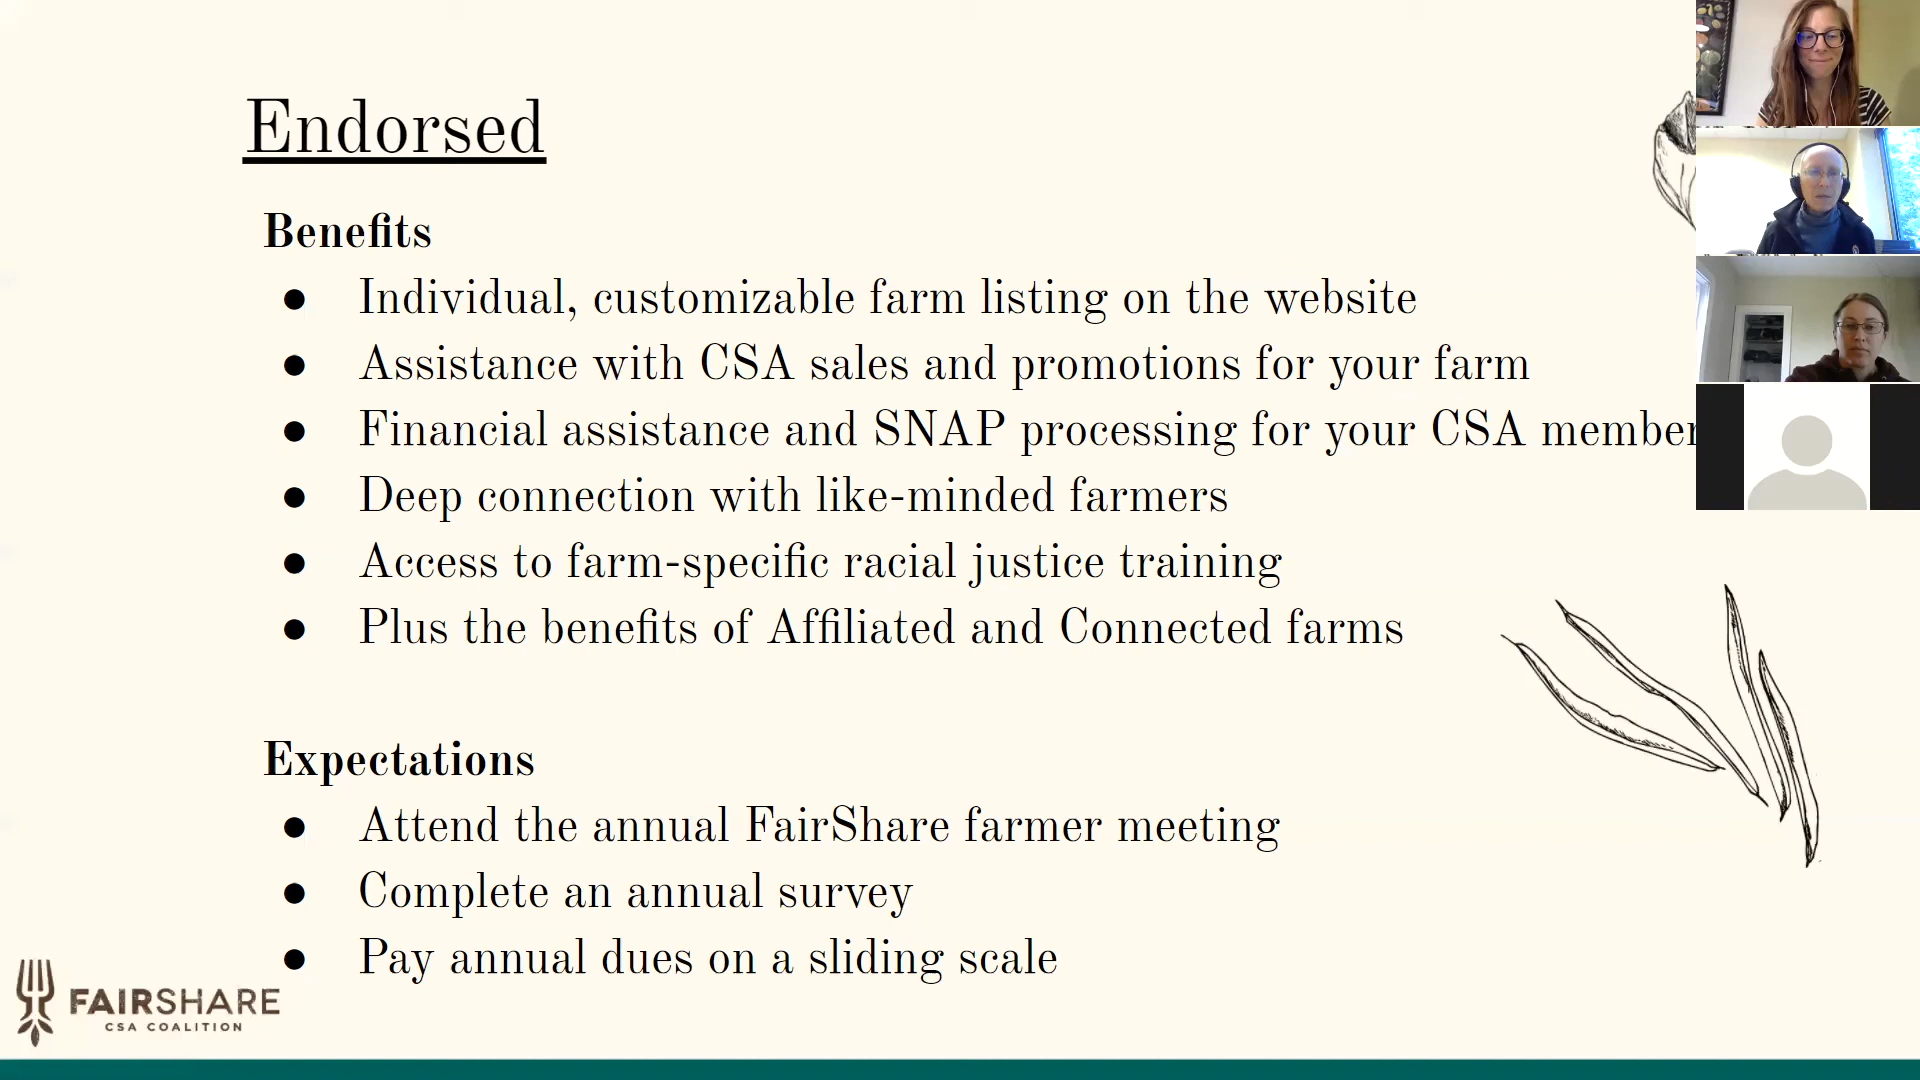 Endorsed
Benefits
● Individual, customizable farm listing on the website
● Assistance with CSA sales and promotions for your farm
● Financial assistance and SNAP processing for your CSA member
● Deep connection with like-minded farmers
● Access to farm-specific racial justice training
● Plus the benefits of Affiliated and Connected farms
Expectations
● Attend the annual FairShare farmer meeting
● Complete an annual survey
● Pay annual dues on a sliding scale
FAIRSHARE
CSA COALITION